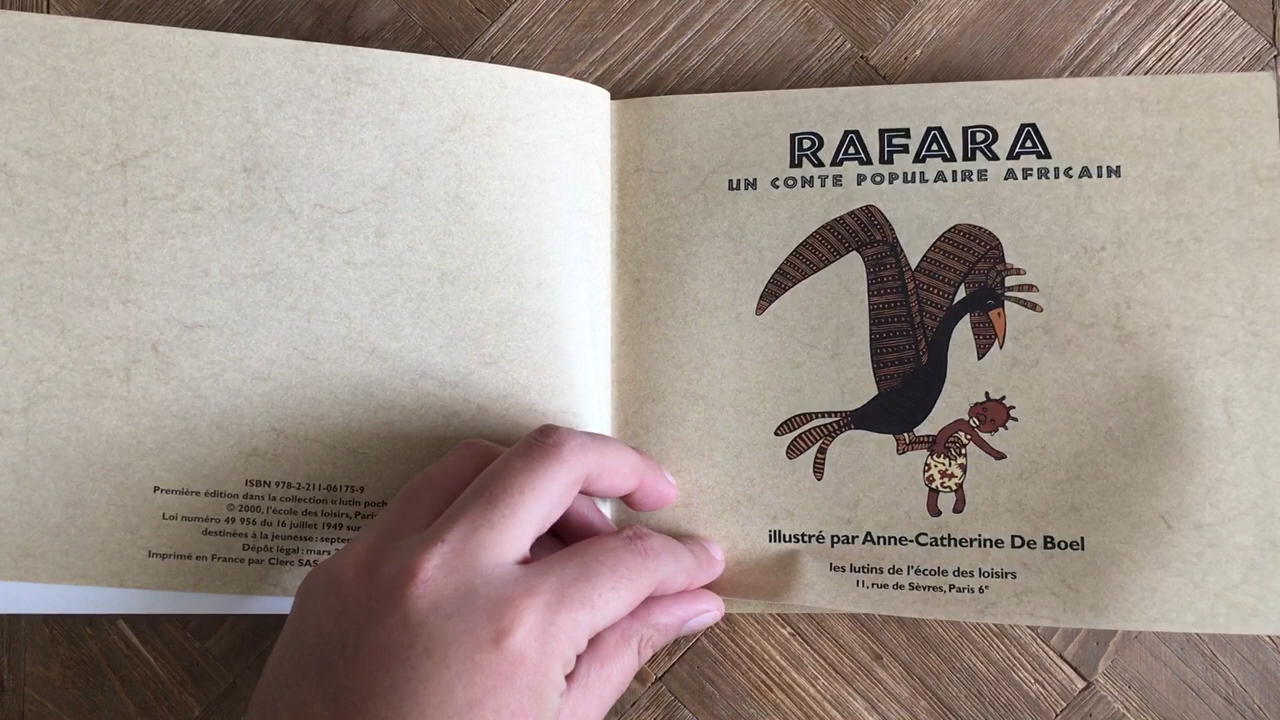 ISBN 978-2-211-06175-9
Première édition dans la collection «lutin poch
© 2000, l'école des loisirs, Paris
Loi numéro 49 956 du 16 juillet 1949 sur
destinées à la jeunesse : septem
Dépôt légal : mars 2
Imprimé en France par Clerc SAS
RAFARA
UN CONTE POPULAIRE AFRICAIN
illustré par Anne-Catherine De Boel
les lutins de l'école des loisirs
11, rue de Sèvres, Paris 6e